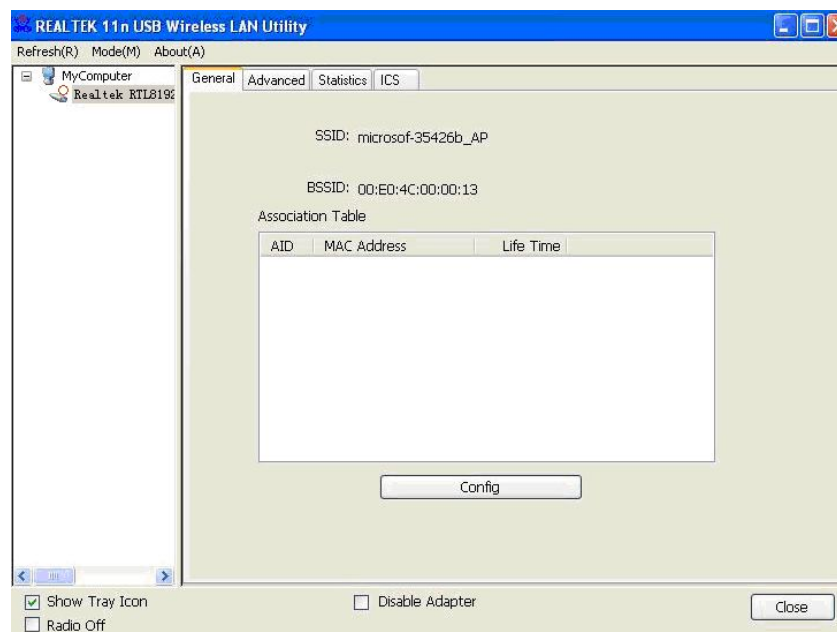 REALTEK 11n USB Wireless LAN Utility
Refresh(R) Mode(M) About(A)
MyComputer
Realtek RTL8192
General Advanced Statistics ICS
SSID: microsof-35426b_AP
BSSID: 00:E0:4C:00:00:13
Association Table
AID MAC Address Life Time
Config
Show Tray Icon
Radio Off
Disable Adapter
Close